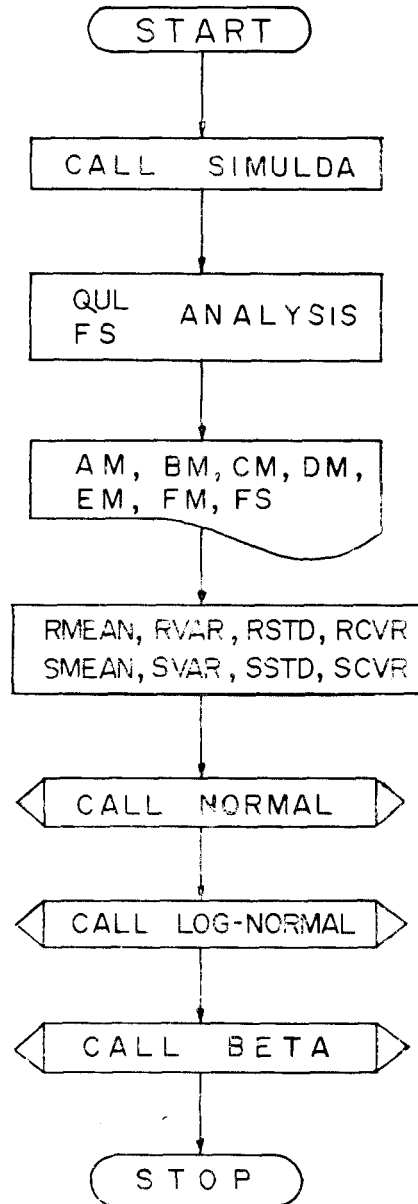 START
CALL SIMULDA
QUL
FS ANALYSIS
AM, BM, CM, DM,
EM, FM, FS
RMEAN, RVAR, RSTD, RCVR
SMEAN, SVAR, SSTD, SCVR
CALL NORMAL
CALL LOG-NORMAL
CALL BETA
STOP